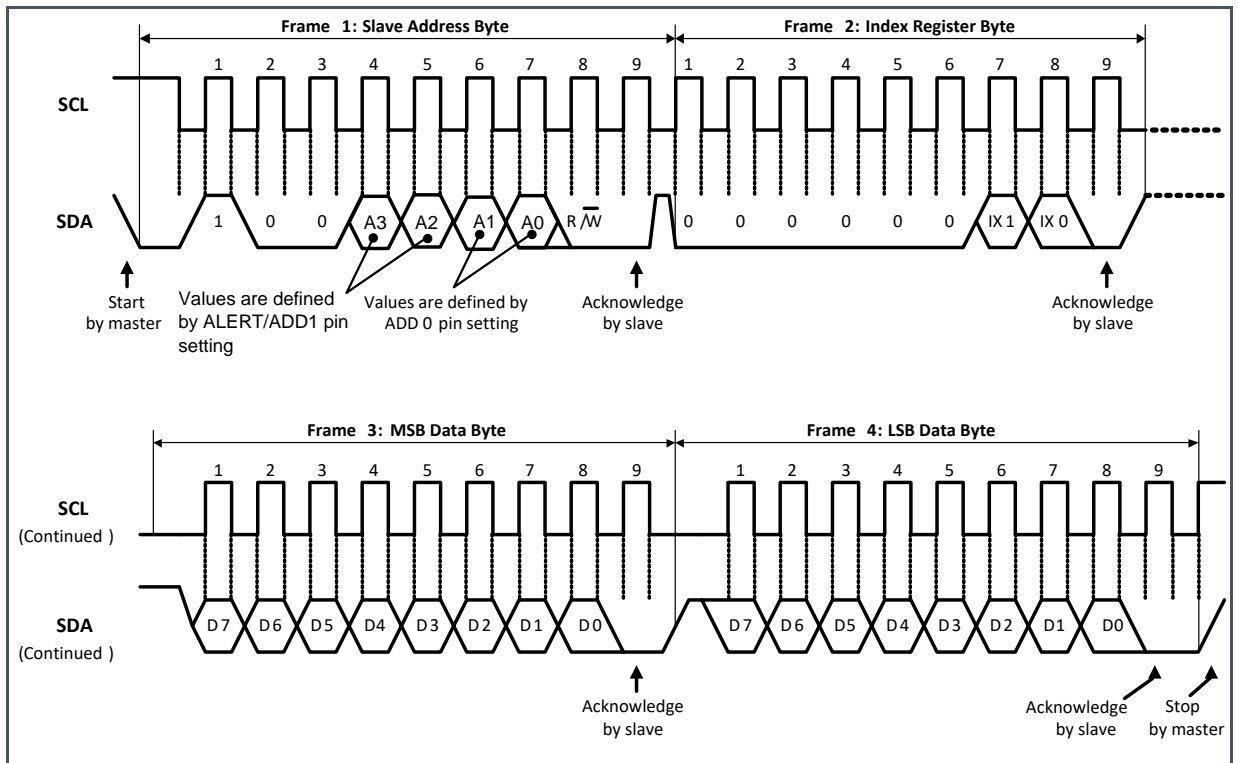 Frame 1: Slave Address Byte Frame 2: Index Register Byte
1 2 3 4 5 6 7 8 9 1 2 3 4 5 6 7 8 9
SCL
SDA 1 0 0 A3 A2 A1 A0 R/W 0 0 0 0 0 0 IX 1 IX 0
Start
by master
Values are defined
by ALERT/ADD1 pin
setting
Values are defined by
ADD 0 pin setting
Acknowledge
by slave
Acknowledge
by slave
Frame 3: MSB Data Byte Frame 4: LSB Data Byte
1 2 3 4 5 6 7 8 9 1 2 3 4 5 6 7 8 9
SCL
(Continued )
SDA D7 D6 D5 D4 D3 D2 D1 D0 D7 D6 D5 D4 D3 D2 D1 D0
(Continued )
Acknowledge
by slave
Acknowledge
by slave
Stop
by master